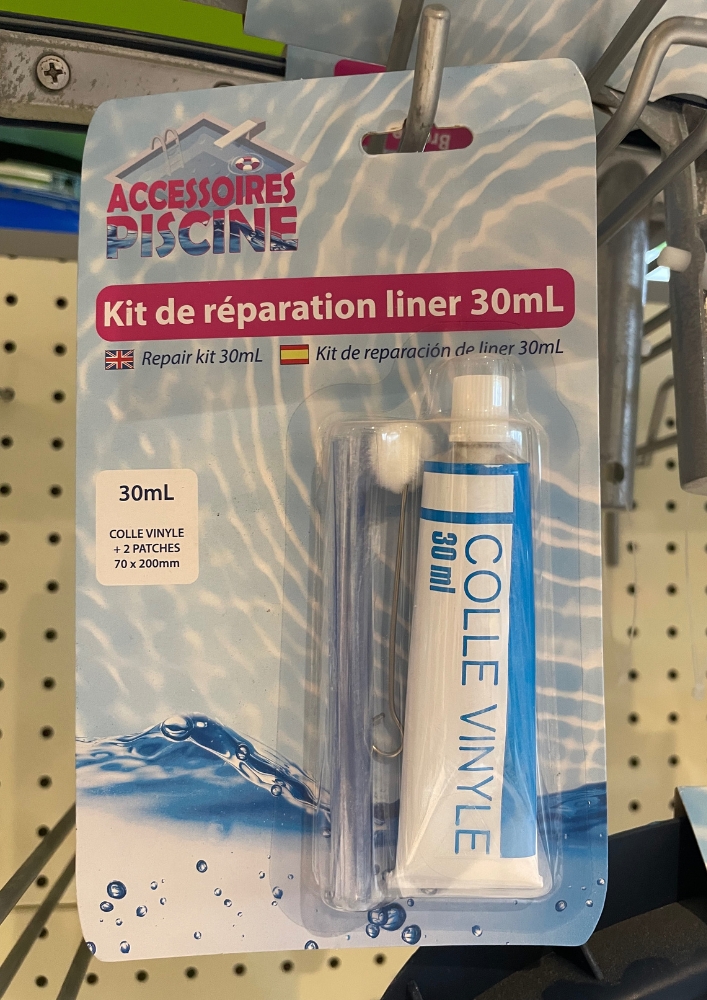 ACCESSOIRES
PISCINE
Kit de réparation liner 30mL
Repair kit 30mL
Kit de reparación de liner 30mL
30mL
COLLE VINYLE
+ 2 PATCHES
70 x 200mm
COLLE VINYLE
30 ml